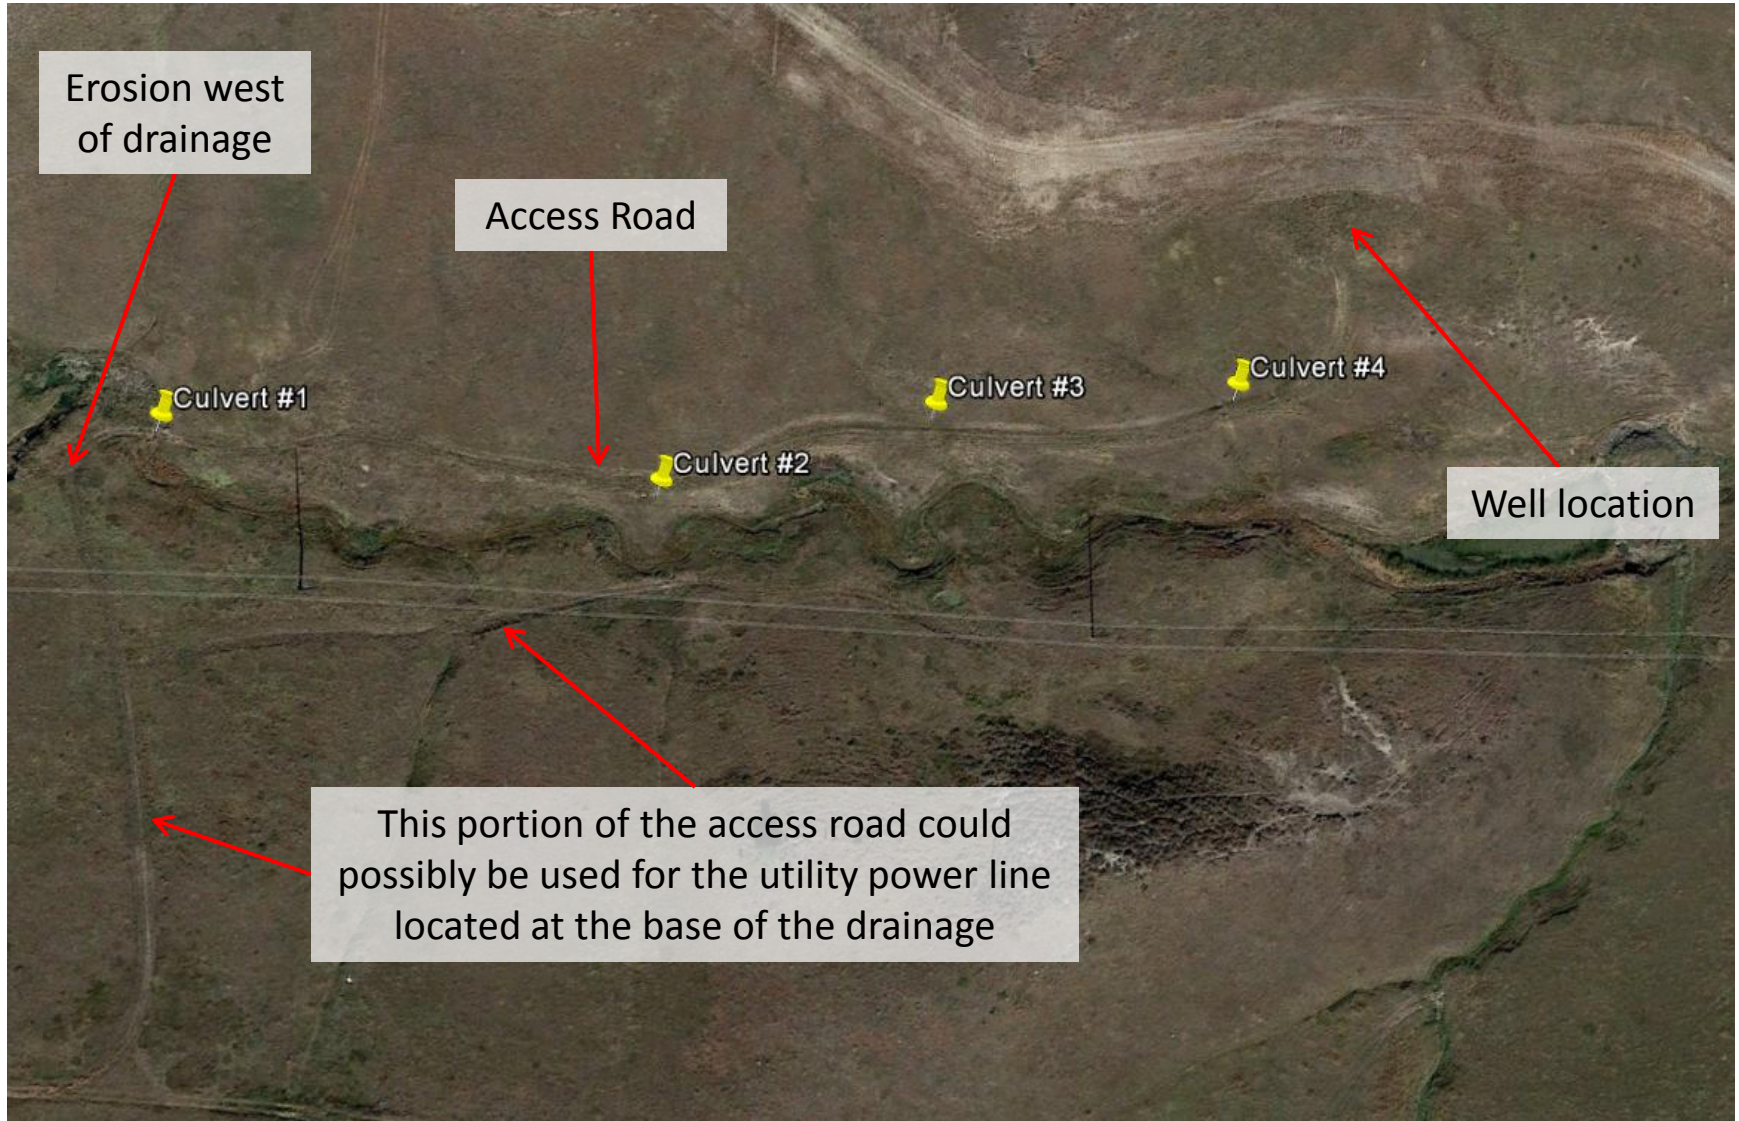 Erosion west
of drainage
Access Road
Culvert #1
Culvert #2
Culvert #3
Culvert #4
Well location
This portion of the access road could
possibly be used for the utility power line
located at the base of the drainage